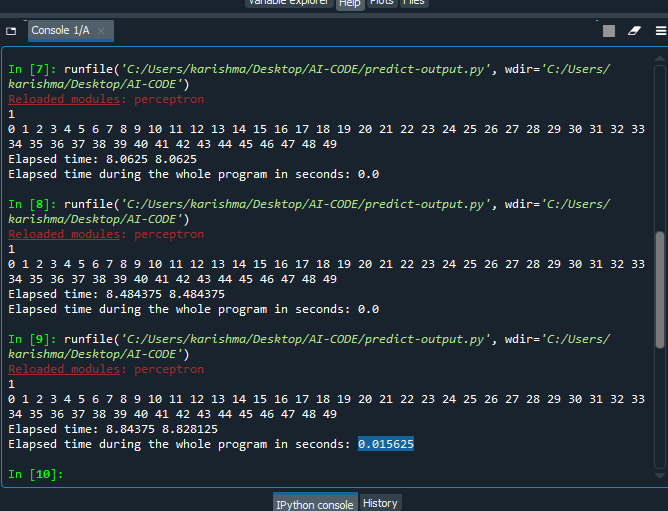 Variable explorer Help Plots Files
Console 1/A
In [7]: runfile('C:/Users/karishma/Desktop/AI-CODE/predict-output.py', wdir='C:/Users/
karishma/Desktop/AI-CODE')
Reloaded modules: perceptron
1
0 1 2 3 4 5 6 7 8 9 10 11 12 13 14 15 16 17 18 19 20 21 22 23 24 25 26 27 28 29 30 31 32 33
34 35 36 37 38 39 40 41 42 43 44 45 46 47 48 49
Elapsed time: 8.0625 8.0625
Elapsed time during the whole program in seconds: 0.0
In [8]: runfile('C:/Users/karishma/Desktop/AI-CODE/predict-output.py', wdir='C:/Users/
karishma/Desktop/AI-CODE')
Reloaded modules: perceptron
1
0 1 2 3 4 5 6 7 8 9 10 11 12 13 14 15 16 17 18 19 20 21 22 23 24 25 26 27 28 29 30 31 32 33
34 35 36 37 38 39 40 41 42 43 44 45 46 47 48 49
Elapsed time: 8.484375 8.484375
Elapsed time during the whole program in seconds: 0.0
In [9]: runfile('C:/Users/karishma/Desktop/AI-CODE/predict-output.py', wdir='C:/Users/
karishma/Desktop/AI-CODE')
Reloaded modules: perceptron
1
0 1 2 3 4 5 6 7 8 9 10 11 12 13 14 15 16 17 18 19 20 21 22 23 24 25 26 27 28 29 30 31 32 33
34 35 36 37 38 39 40 41 42 43 44 45 46 47 48 49
Elapsed time: 8.84375 8.828125
Elapsed time during the whole program in seconds: 0.015625
In [10]:
IPython console History